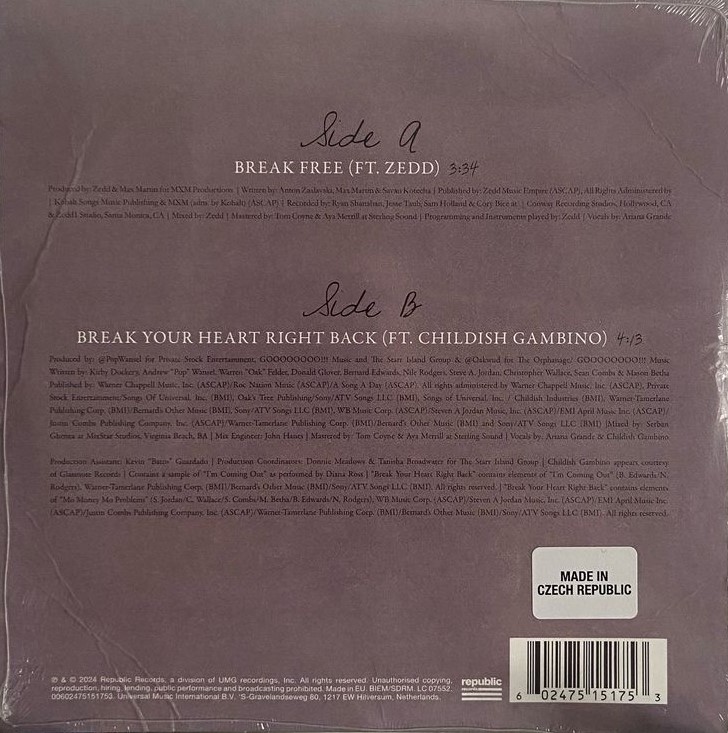 Side A
BREAK FREE (FT. ZEDD) 3:34
Produced by: Zedd & Max Martin for MXM Productions | Written by: Anton Zaslavski, Max Martin & Savan Kotecha | Published by: Zedd Music Empire (ASCAP), All Rights Administered by
| Kobalt Songs Music Publishing & MXM (adm. by Kobalt) (ASCAP) | Recorded by: Ryan Shanahan, Jesse Taub, Sam Holland & Cory Bice at | Conway Recording Studios, Hollywood, CA
& Zedd's Studio, Santa Monica, CA | Mixed by: Zedd | Mastered by: Tom Coyne & Aya Merrill at Sterling Sound | Programming and Instruments played by: Zedd | Vocals by: Ariana Grande
Side B
BREAK YOUR HEART RIGHT BACK (FT. CHILDISH GAMBINO) 4:13
Produced by: @PopWansel for Private Stock Entertainment, GOOOOOOOO!!! Music and The Starr Island Group & @Oakwud for The Orphanage/ GOOOOOOOO!!! Music
Written by: Kirby Dockery, Andrew "Pop" Wansel, Warren "Oak" Felder, Donald Glover, Bernard Edwards, Nile Rodgers, Steve A. Jordan, Christopher Wallace, Sean Combs & Mason Betha
Published by: Warner Chappell Music, Inc. (ASCAP)/Roc Nation Music (ASCAP)/A Song A Day (ASCAP). All rights administered by Warner Chappell Music, Inc. (ASCAP), Private
Stock Entertainment/Songs Of Universal, Inc. (BMI), Oak's Tree Publishing/Sony/ATV Songs LLC (BMI), Songs of Universal, Inc. / Childish Industries (BMI), Warner-Tamerlane
Publishing Corp. (BMI)/Bernard's Other Music (BMI), Sony/ATV Songs LLC (BMI), WB Music Corp. (ASCAP)/Steven A Jordan Music, Inc. (ASCAP)/EMI April Music Inc. (ASCAP)/
Justin Combs Publishing Company, Inc. (ASCAP)/Warner-Tamerlane Publishing Corp. (BMI)/Bernard's Other Music (BMI) and Sony/ATV Songs LLC (BMI) |Mixed by: Serban
Ghenea at MixStar Studios, Virginia Beach, BA | Mix Engineer: John Hanes | Mastered by: Tom Coyne & Aya Merrill at Sterling Sound | Vocals by: Ariana Grande & Childish Gambino
Production Assistant: Kevin "Batto" Guardado | Production Coordinators: Donnie Meadows & Tanisha Broadwater for The Starr Island Group | Childish Gambino appears courtesy
of Glassnote Records | Contains a sample of "I'm Coming Out" as performed by Diana Ross | "Break Your Heart Right Back" contains elements of "I'm Coming Out" (B. Edwards/N.
Rodgers), Warner-Tamerlane Publishing Corp. (BMI)/Bernard's Other Music (BMI)/Sony/ATV Songs LLC (BMI). All rights reserved. | "Break Your Heart Right Back" contains elements
of "Mo Money Mo Problems" (S. Jordan/C. Wallace/S. Combs/M. Betha/B. Edwards/N. Rodgers), WB Music Corp. (ASCAP)/Steven A Jordan Music, Inc. (ASCAP)/ EMI April Music Inc.
(ASCAP)/Justin Combs Publishing Company, Inc. (ASCAP)/Warner-Tamerlane Publishing Corp. (BMI)/Bernard's Other Music (BMI)/Sony/ATV Songs LLC (BMI). All rights reserved.
MADE IN
CZECH REPUBLIC
℗ & © 2024 Republic Records, a division of UMG recordings, Inc. All rights reserved. Unauthorised copying,
reproduction, hiring, lending, public performance and broadcasting prohibited. Made in EU. BIEM/SDRM. LC 07552.
00602475151753. Universal Music International B.V. 'S-Gravelandseweg 80, 1217 EW Hilversum, Netherlands.
republic
records
6 02475 15175 3